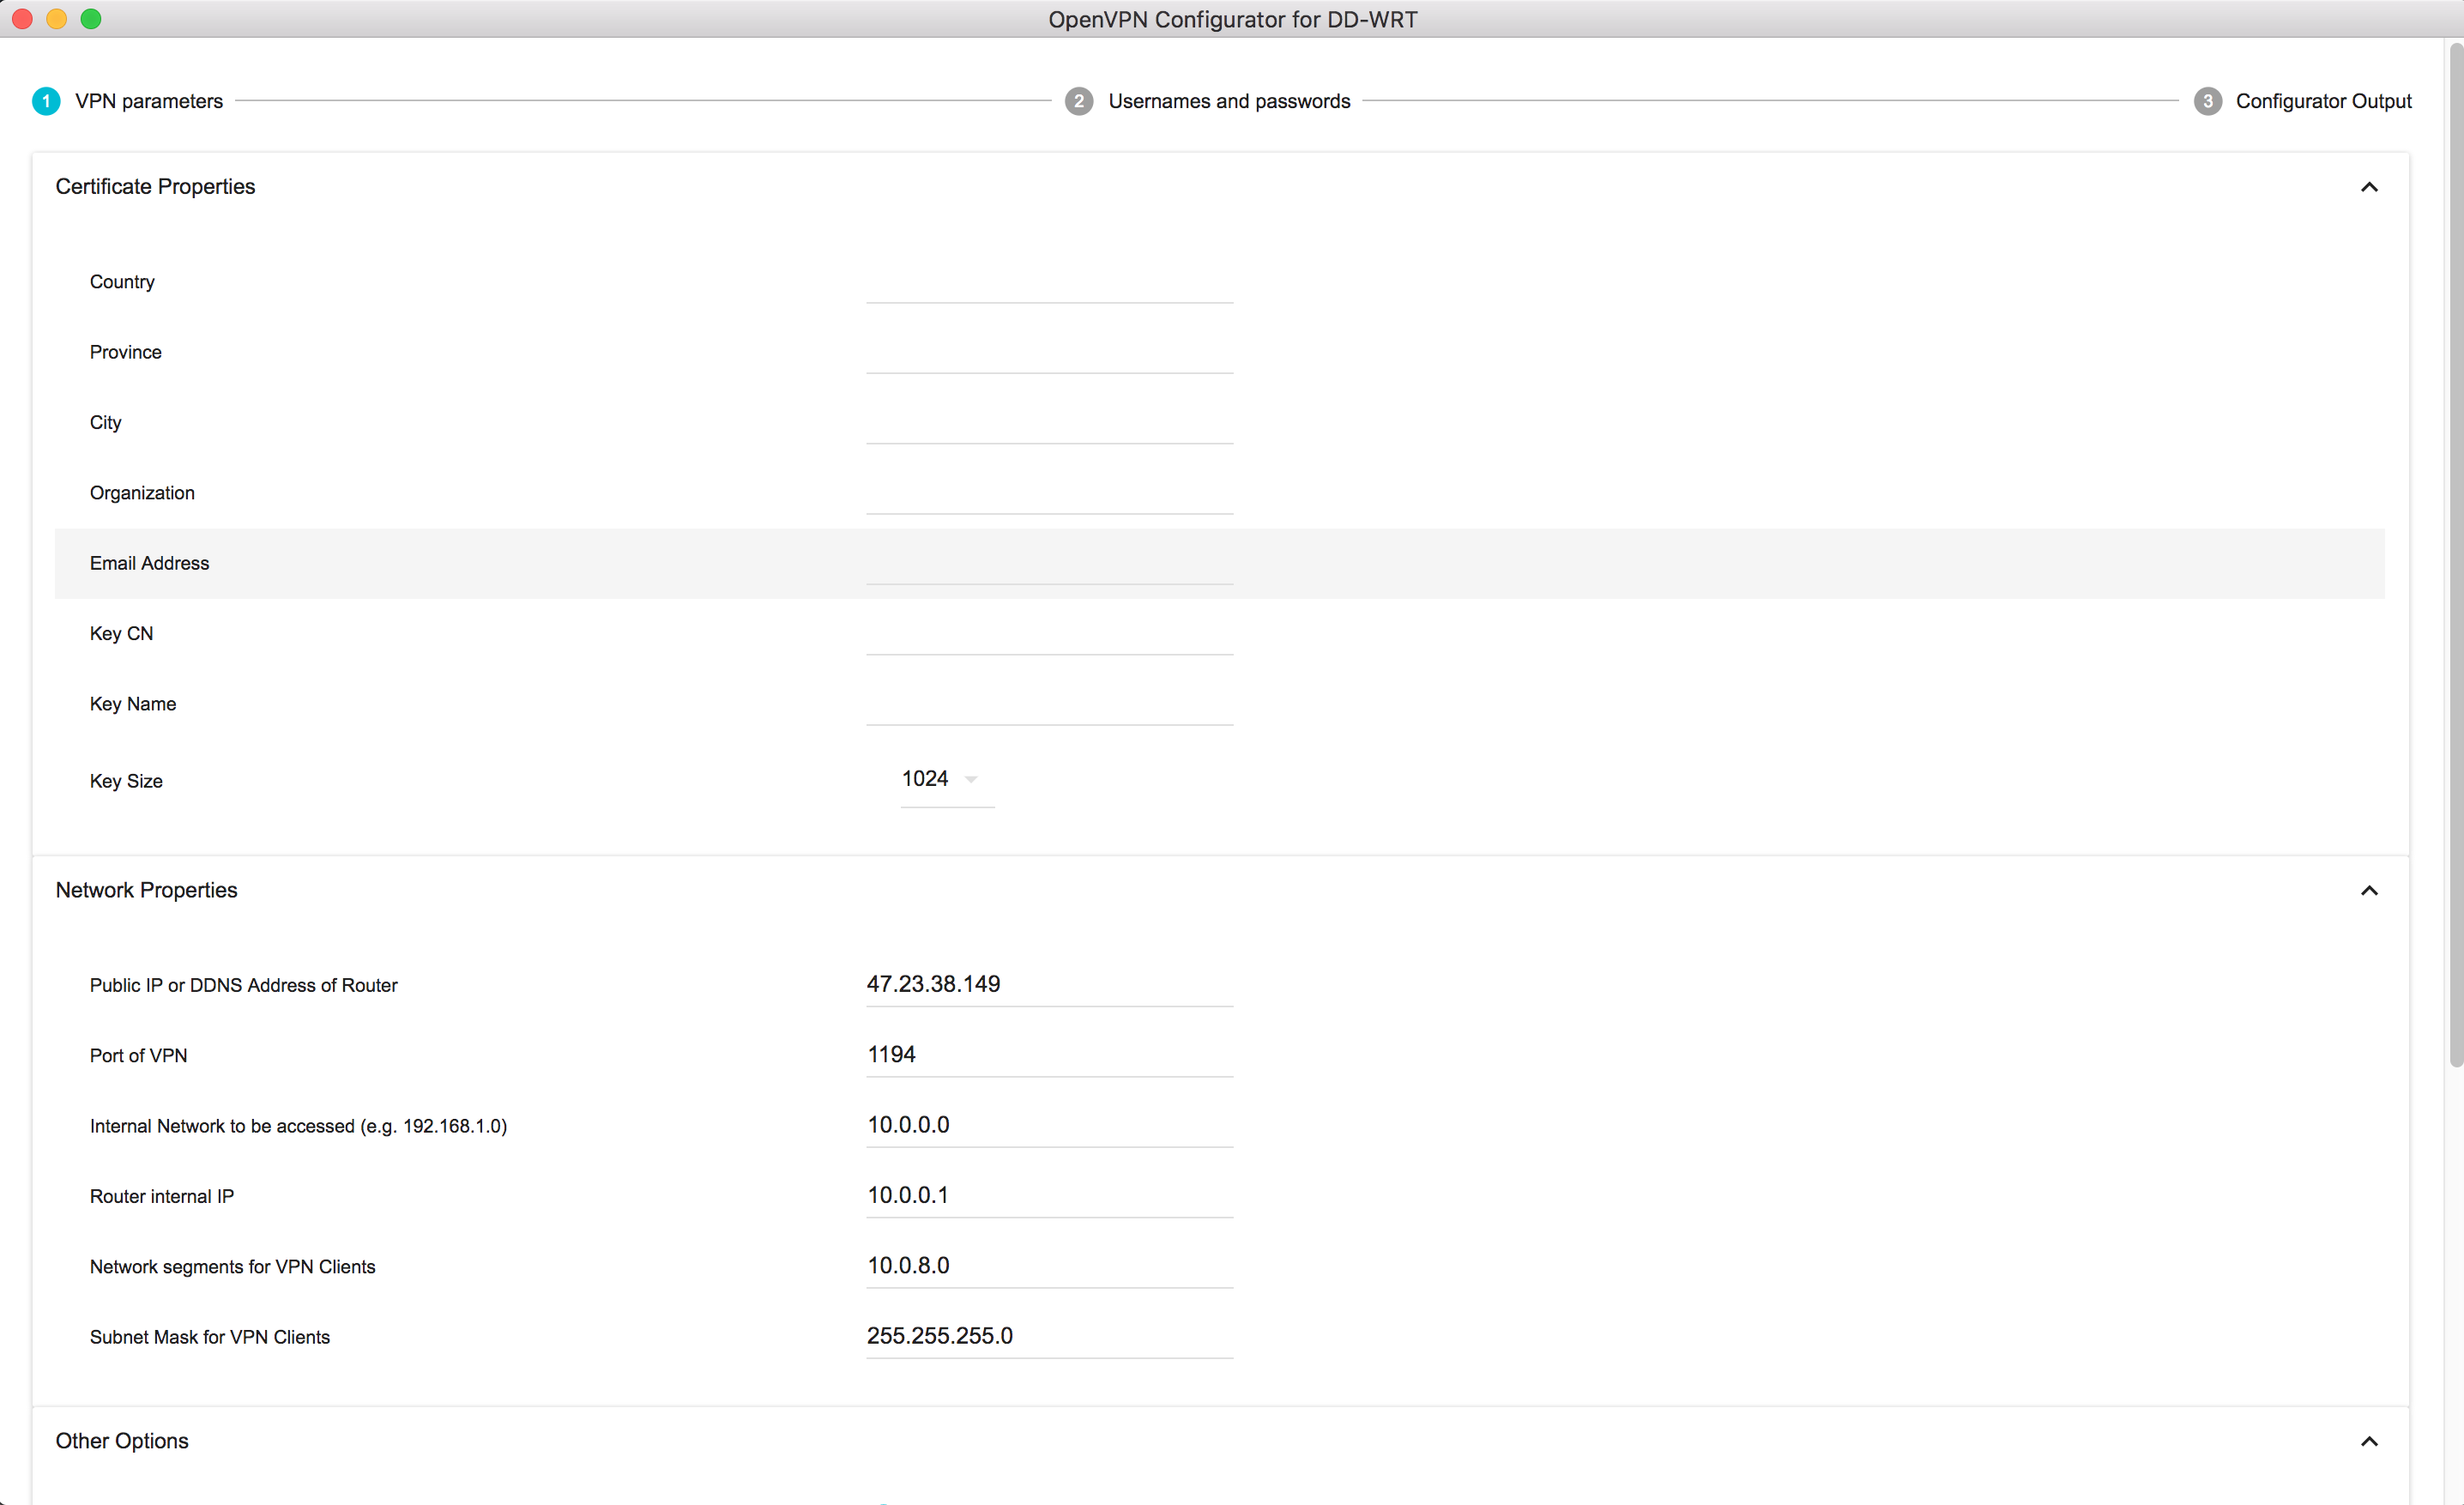 OpenVPN Configurator for DD-WRT
1 VPN parameters 2 Usernames and passwords 3 Configurator Output
Certificate Properties
Country
Province
City
Organization
Email Address
Key CN
Key Name
Key Size 1024
Network Properties
Public IP or DDNS Address of Router 47.23.38.149
Port of VPN 1194
Internal Network to be accessed (e.g. 192.168.1.0) 10.0.0.0
Router internal IP 10.0.0.1
Network segments for VPN Clients 10.0.8.0
Subnet Mask for VPN Clients 255.255.255.0
Other Options